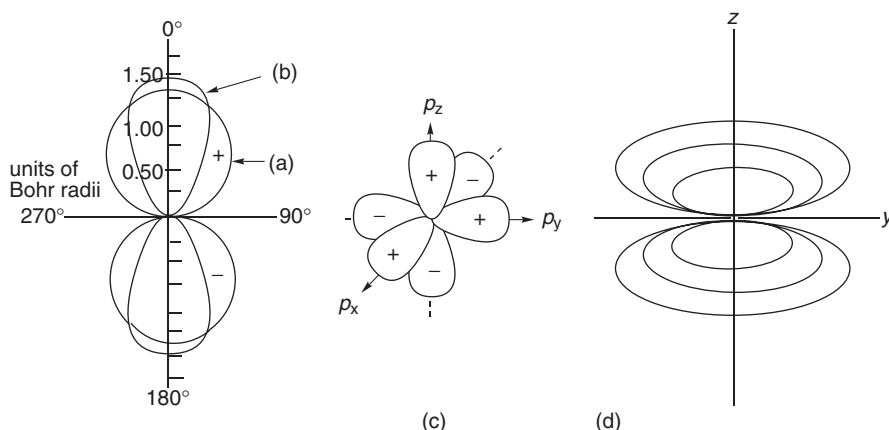 0°
1.50
(b)
1.00
+
(a)
0.50
units of
Bohr radii
270°
90°
−
180°
p_z
+
−
−
+
p_y
+
−
p_x
(c)
z
y
(d)